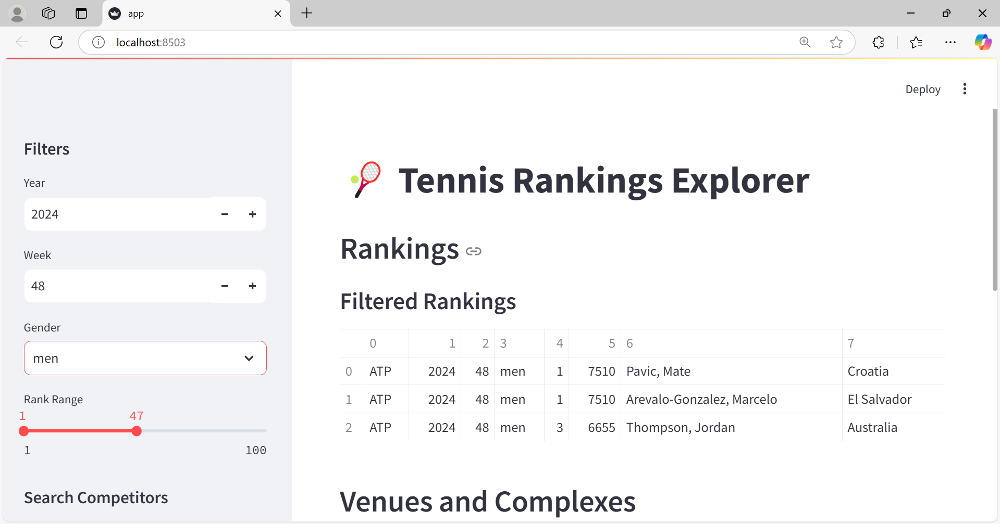 app
localhost:8503
Deploy
Filters
Year
2024
Week
48
Gender
men
Rank Range
1 47
1 100
Search Competitors
Tennis Rankings Explorer
Rankings
Filtered Rankings
0 1 2 3 4 5 6 7
0 ATP 2024 48 men 1 7510 Pavic, Mate Croatia
1 ATP 2024 48 men 1 7510 Arevalo-Gonzalez, Marcelo El Salvador
2 ATP 2024 48 men 3 6655 Thompson, Jordan Australia
Venues and Complexes